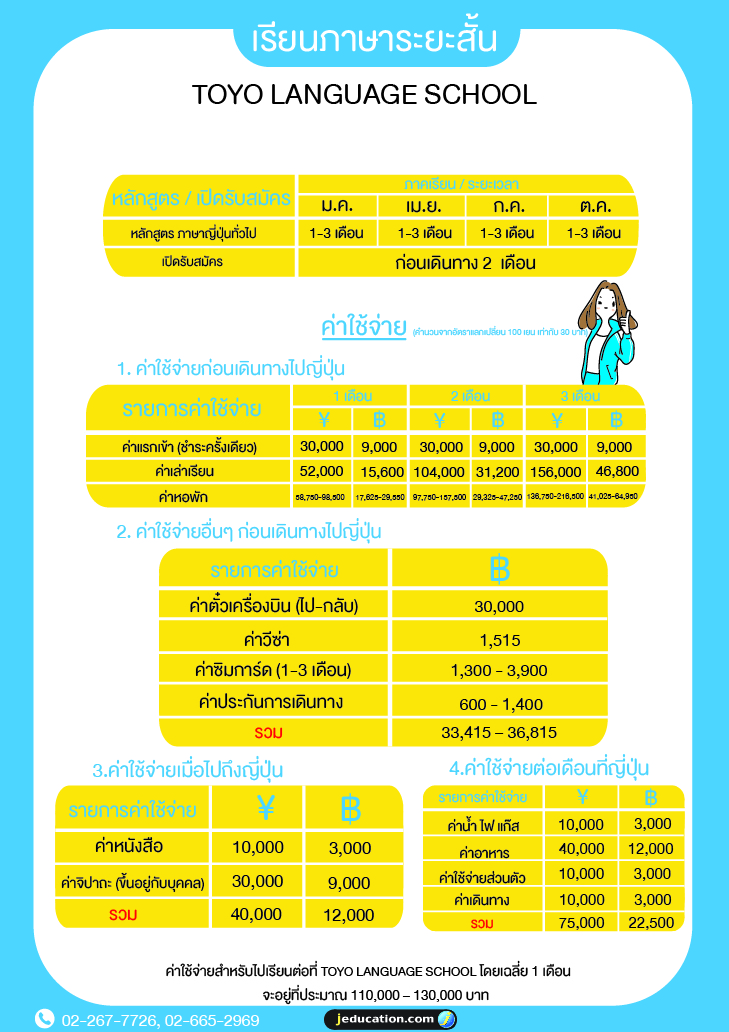 เรียนภาษาระยะสั้น
TOYO LANGUAGE SCHOOL
หลักสูตร / เปิดรับสมัคร ภาคเรียน / ระยะเวลา
ม.ค. เม.ย. ก.ค. ต.ค.
หลักสูตร ภาษาญี่ปุ่นทั่วไป 1-3 เดือน 1-3 เดือน 1-3 เดือน 1-3 เดือน
เปิดรับสมัคร ก่อนเดินทาง 2 เดือน
ค่าใช้จ่าย (คำนวนจากอัตราแลกเปลี่ยน 100 เยน เท่ากับ 30 บาท)
1. ค่าใช้จ่ายก่อนเดินทางไปญี่ปุ่น
รายการค่าใช้จ่าย 1 เดือน 2 เดือน 3 เดือน
¥ ฿ ¥ ฿ ¥ ฿
ค่าแรกเข้า (ชำระครั้งเดียว) 30,000 9,000 30,000 9,000 30,000 9,000
ค่าเล่าเรียน 52,000 15,600 104,000 31,200 156,000 46,800
ค่าหอพัก 58,750-98,500 17,625-29,550 97,750-157,500 29,325-47,250 136,750-216,500 41,025-64,950
2. ค่าใช้จ่ายอื่นๆ ก่อนเดินทางไปญี่ปุ่น
รายการค่าใช้จ่าย ฿
ค่าตั๋วเครื่องบิน (ไป-กลับ) 30,000
ค่าวีซ่า 1,515
ค่าซิมการ์ด (1-3 เดือน) 1,300 - 3,900
ค่าประกันการเดินทาง 600 - 1,400
รวม 33,415 – 36,815
3.ค่าใช้จ่ายเมื่อไปถึงญี่ปุ่น
รายการค่าใช้จ่าย ¥ ฿
ค่าหนังสือ 10,000 3,000
ค่าจิปาถะ (ขึ้นอยู่กับบุคคล) 30,000 9,000
รวม 40,000 12,000
4.ค่าใช้จ่ายต่อเดือนที่ญี่ปุ่น
รายการค่าใช้จ่าย ¥ ฿
ค่าน้ำ ไฟ แก๊ส 10,000 3,000
ค่าอาหาร 40,000 12,000
ค่าใช้จ่ายส่วนตัว 10,000 3,000
ค่าเดินทาง 10,000 3,000
รวม 75,000 22,500
ค่าใช้จ่ายสำหรับไปเรียนต่อที่ TOYO LANGUAGE SCHOOL โดยเฉลี่ย 1 เดือน
จะอยู่ที่ประมาณ 110,000 – 130,000 บาท
02-267-7726, 02-665-2969 jeducation.com